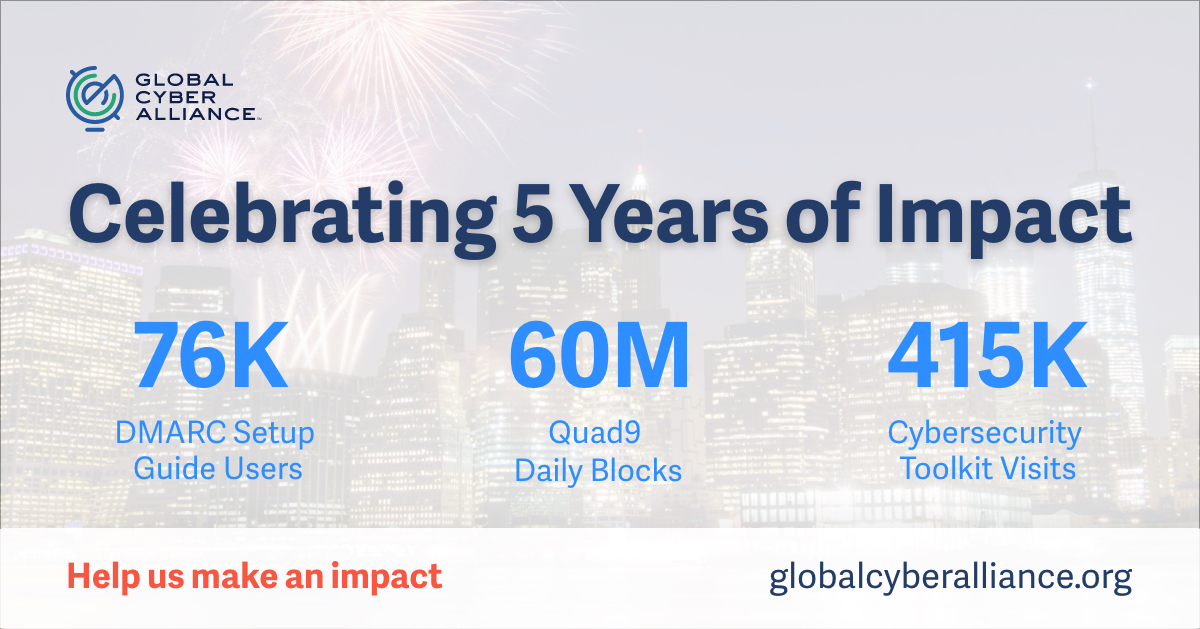 GLOBAL
CYBER
ALLIANCE™
Celebrating 5 Years of Impact
76K
DMARC Setup
Guide Users
60M
Quad9
Daily Blocks
415K
Cybersecurity
Toolkit Visits
Help us make an impact
globalcyberalliance.org